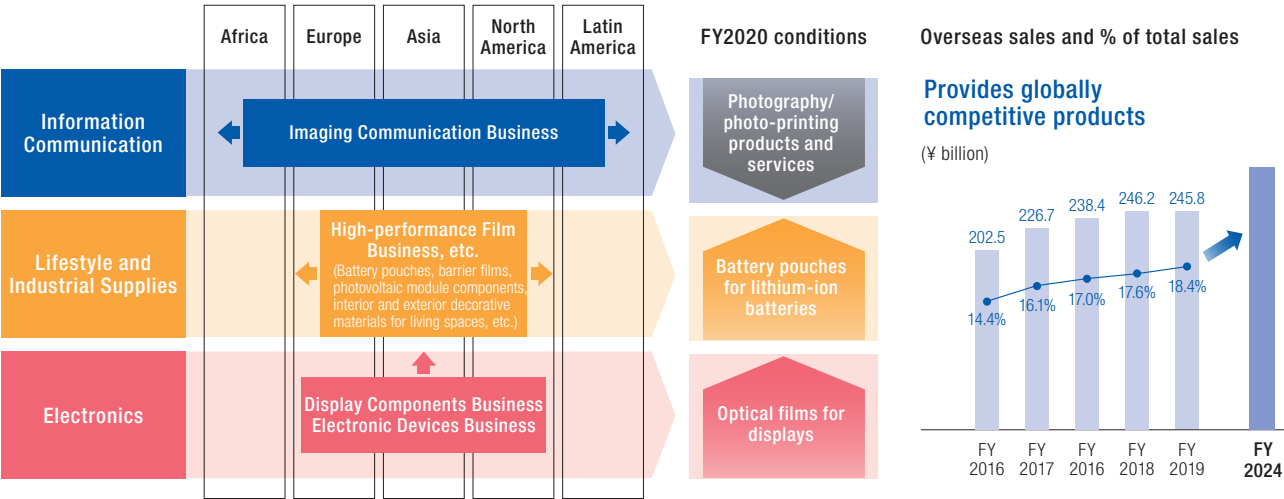 Africa
Europe
Asia
North
America
Latin
America
FY2020 conditions
Information
Communication
Imaging Communication Business
Photography/
photo-printing
products and
services
Lifestyle and
Industrial Supplies
High-performance Film
Business, etc.
(Battery pouches, barrier films,
photovoltaic module components,
interior and exterior decorative
materials for living spaces, etc.)
Battery pouches
for lithium-ion
batteries
Electronics
Display Components Business
Electronic Devices Business
Optical films for
displays
Overseas sales and % of total sales
Provides globally
competitive products
(¥ billion)
202.5
226.7
238.4
246.2
245.8
14.4%
16.1%
17.0%
17.6%
18.4%
FY
2016
FY
2017
FY
2016
FY
2018
FY
2019
FY
2024